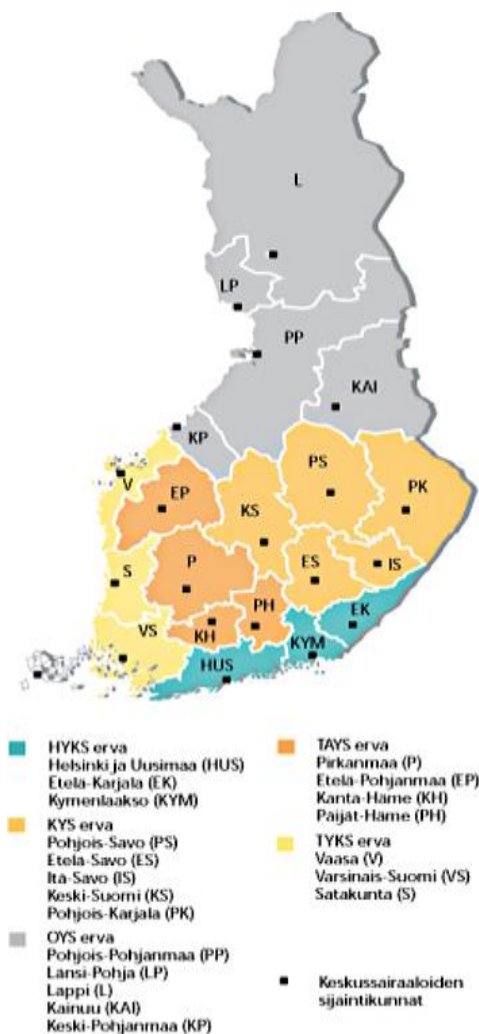 L
LP
PP
KAI
KP
V
EP
KS
PS
PK
S
P
ES
IS
VS
KH
PH
EK
KYM
HUS
HYKS erva
Helsinki ja Uusimaa (HUS)
Etelä-Karjala (EK)
Kymenlaakso (KYM)
KYS erva
Pohjois-Savo (PS)
Etelä-Savo (ES)
Itä-Savo (IS)
Keski-Suomi (KS)
Pohjois-Karjala (PK)
OYS erva
Pohjois-Pohjanmaa (PP)
Länsi-Pohja (LP)
Lappi (L)
Kainuu (KAI)
Keski-Pohjanmaa (KP)
TAYS erva
Pirkanmaa (P)
Etelä-Pohjanmaa (EP)
Kanta-Häme (KH)
Päijät-Häme (PH)
TYKS erva
Vaasa (V)
Varsinais-Suomi (VS)
Satakunta (S)
Keskussairaaloiden
sijaintikunnat